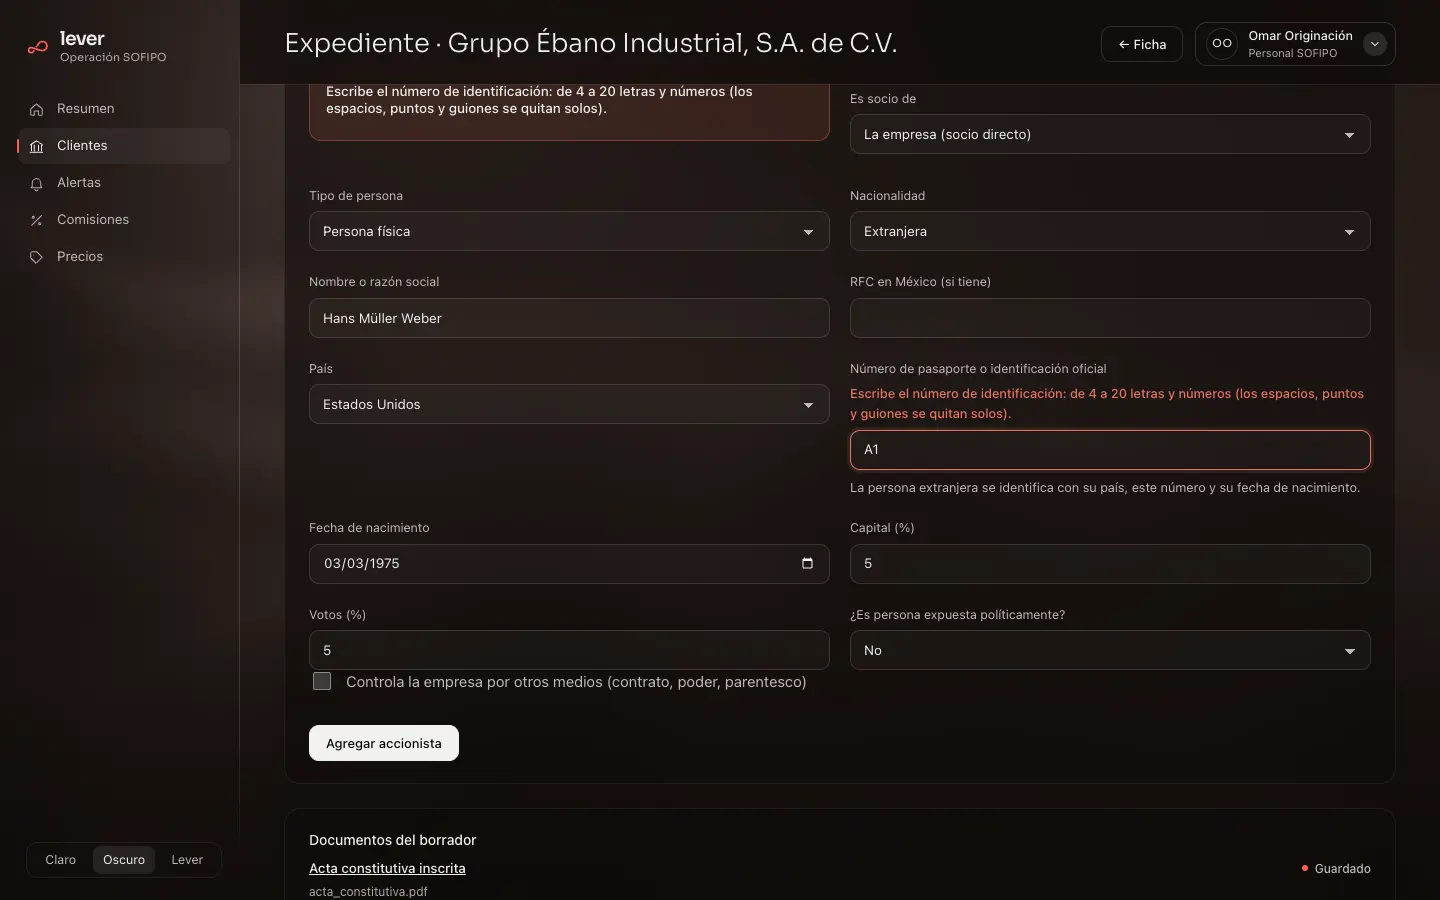 lever
Operación SOFIPO
Resumen
Clientes
Alertas
Comisiones
Precios
Claro
Oscuro
Lever
Expediente · Grupo Ébano Industrial, S.A. de C.V.
← Ficha
OO
Omar Originación
Personal SOFIPO
Escribe el número de identificación: de 4 a 20 letras y números (los
espacios, puntos y guiones se quitan solos).
Es socio de
La empresa (socio directo)
Tipo de persona
Persona física
Nacionalidad
Extranjera
Nombre o razón social
Hans Müller Weber
RFC en México (si tiene)
País
Estados Unidos
Número de pasaporte o identificación oficial
Escribe el número de identificación: de 4 a 20 letras y números (los espacios, puntos
y guiones se quitan solos).
A1
La persona extranjera se identifica con su país, este número y su fecha de nacimiento.
Fecha de nacimiento
03/03/1975
Capital (%)
5
Votos (%)
5
¿Es persona expuesta políticamente?
No
Controla la empresa por otros medios (contrato, poder, parentesco)
Agregar accionista
Documentos del borrador
Acta constitutiva inscrita
Guardado
acta_constitutiva.pdf